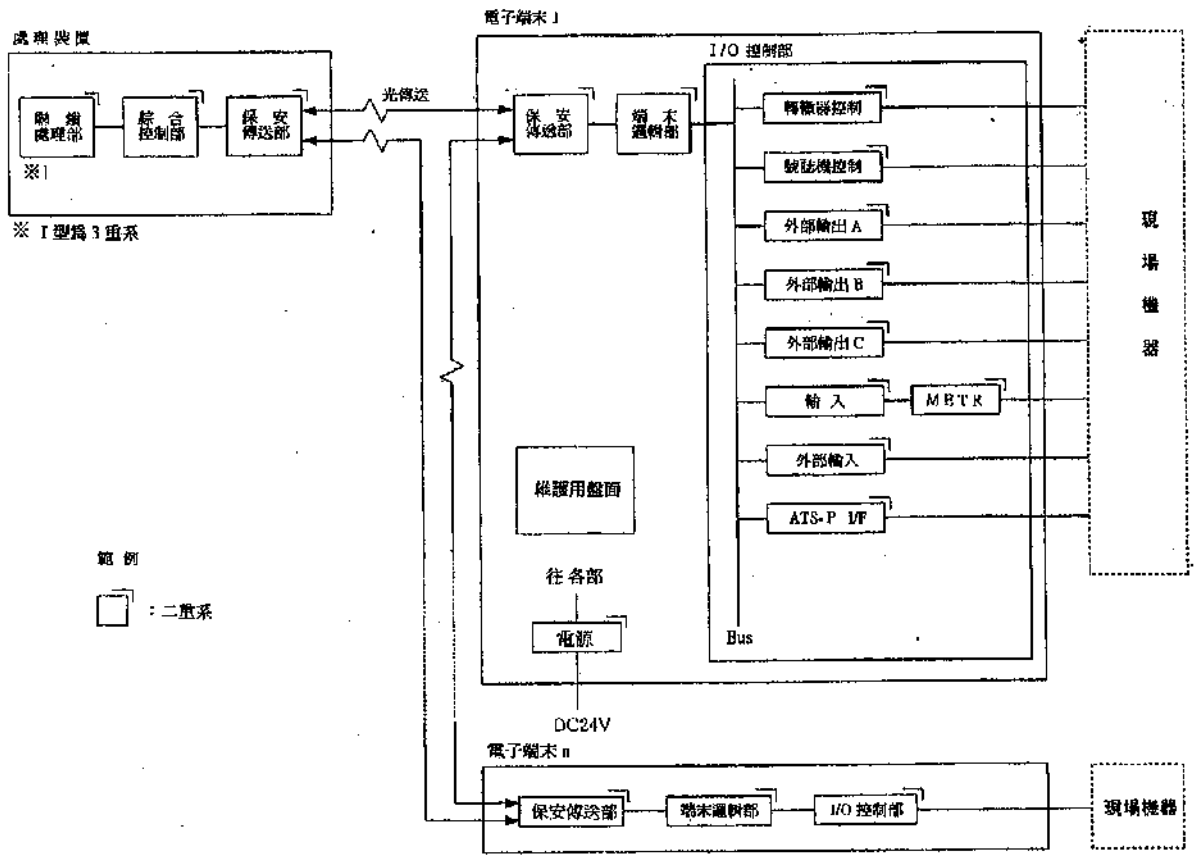 處理裝置
聯鎖
處理部
※1
綜合
控制部
保安
傳送部
※ I型爲3重系
光傳送
電子端末1
保安
傳送部
端末
邏輯部
I/O 控制部
轉轍器控制
號誌機控制
外部輸出A
外部輸出B
外部輸出C
輸入
MBTR
外部輸入
ATS-P I/F
Bus
現場機器
維護用盤面
往各部
電源
DC24V
範例
:二重系
電子端末n
保安傳送部
端末邏輯部
I/O 控制部
現場機器